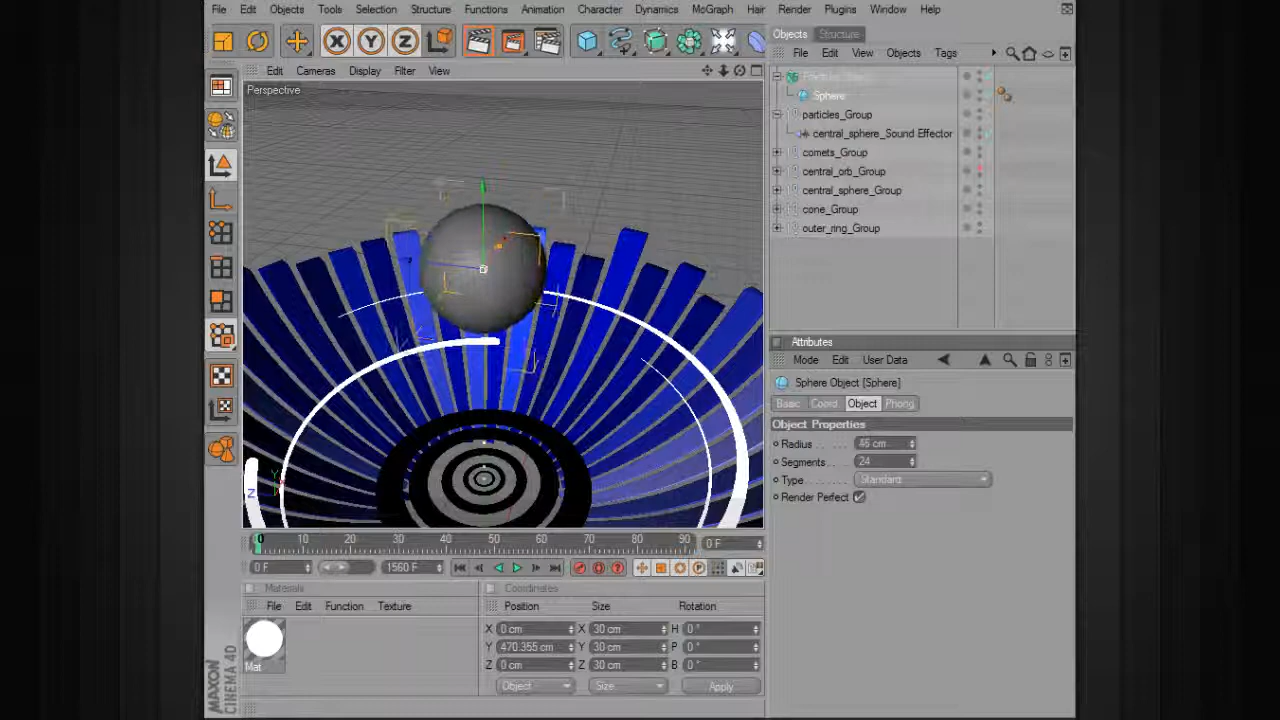 File Edit Objects Tools Selection Structure Functions Animation Character Dynamics MoGraph Hair Render Plugins Window Help
X Y Z
Objects Structure
File Edit View Objects Tags
Edit Cameras Display Filter View
Perspective
Sphere
particles_Group
central_sphere_Sound Effector
comets_Group
central_orb_Group
central_sphere_Group
cone_Group
outer_ring_Group
Attributes
Mode Edit User Data
Sphere Object [Sphere]
Basic Coord. Object Phong
Object Properties
Radius 45 cm
Segments 24
Type Standard
Render Perfect
Y
Z
0 10 20 30 40 50 60 70 80 90 0 F
0 F 1560 F
Materials
File Edit Function Texture
Mat
Coordinates
Position Size Rotation
X 0 cm X 30 cm H 0 °
Y 470.355 cm Y 30 cm P 0 °
Z 0 cm Z 30 cm B 0 °
Object Size Apply
MAXON
CINEMA 4D